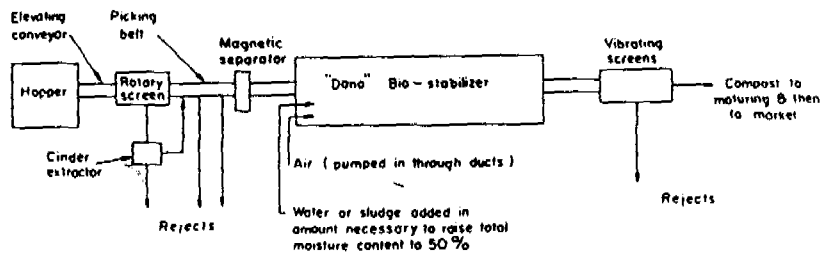 Elevating
conveyor
Picking
belt
Magnetic
separator
Vibrating
screens
Hopper
Rotary
screen
"Dano" Bio-stabilizer
Compost to
maturing & then
to market
Cinder
extractor
Air (pumped in through ducts)
Rejects
Rejects
Water or sludge added in
amount necessary to raise total
moisture content to 50%